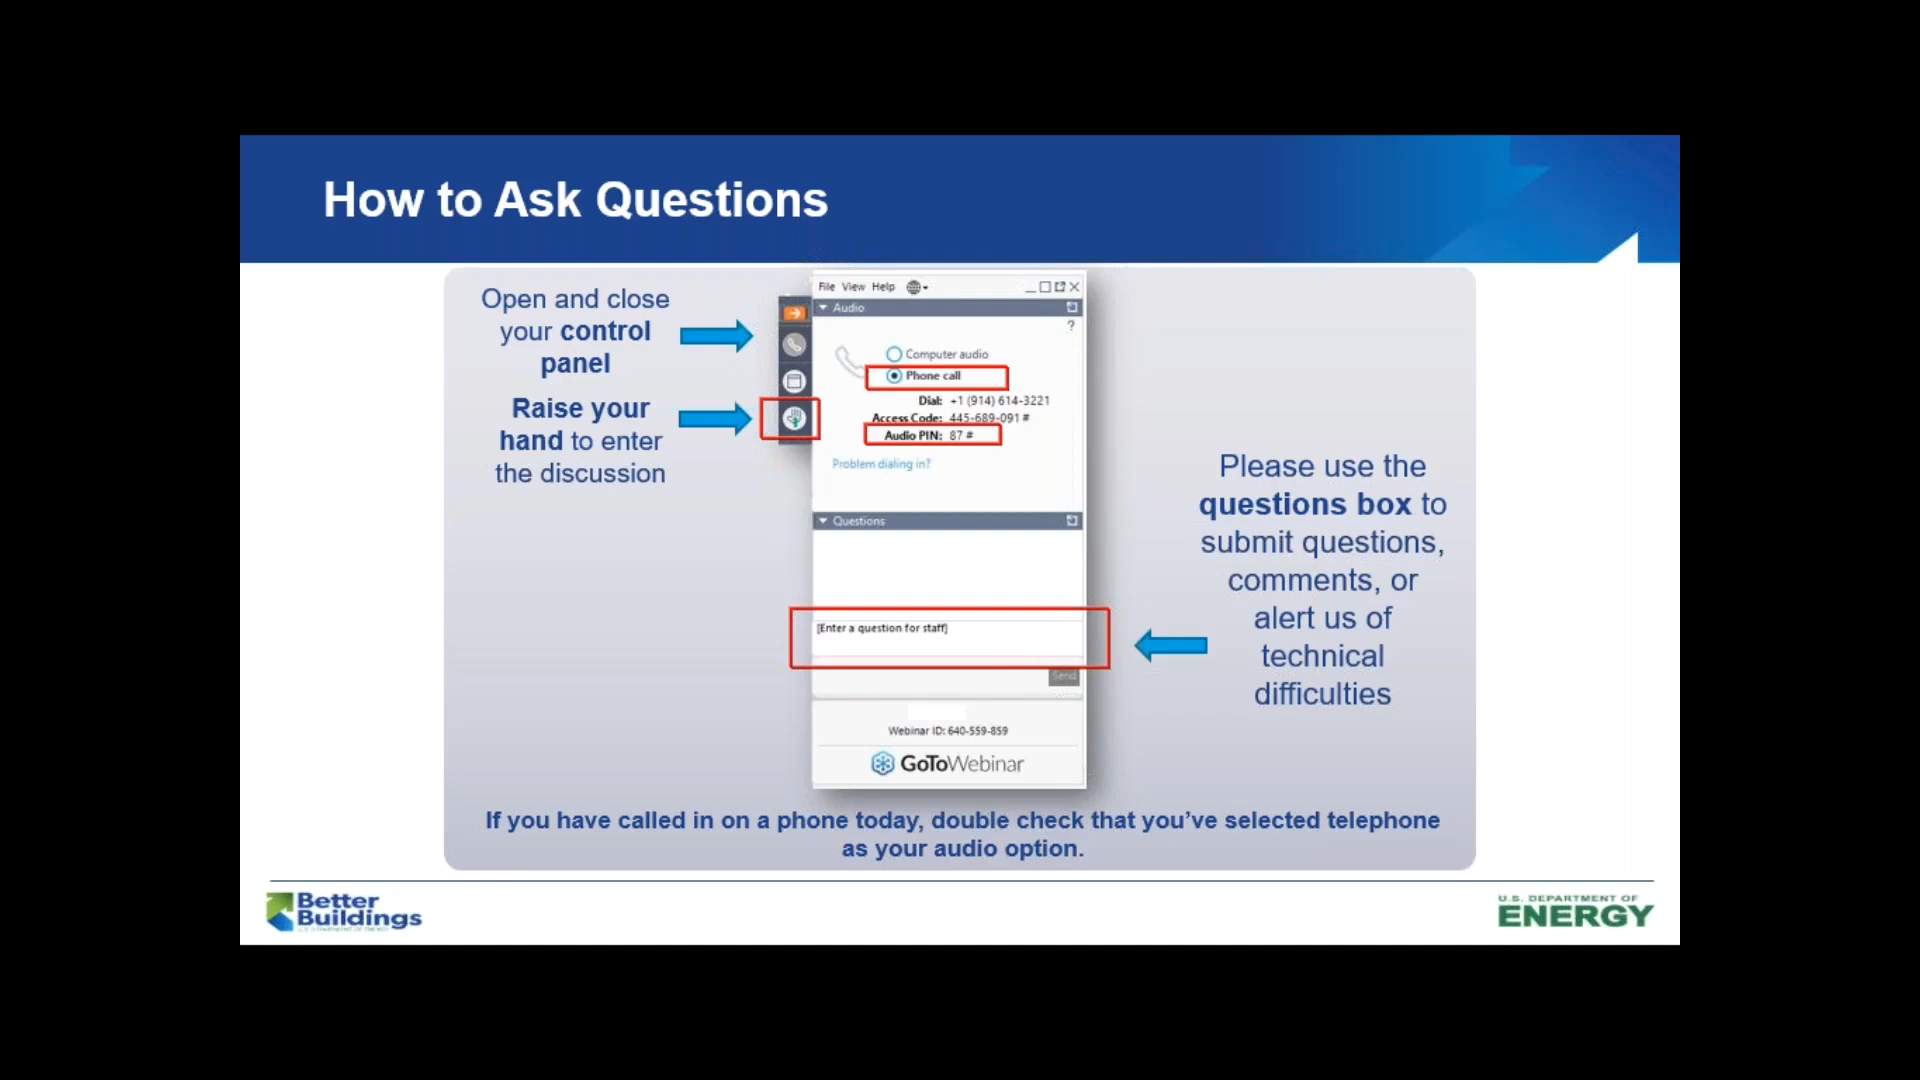 How to Ask Questions
Open and close
your control
panel
Raise your
hand to enter
the discussion
File View Help
Audio
?
Computer audio
Phone call
Dial: +1 (914) 614-3221
Access Code: 445-689-091 #
Audio PIN: 87 #
Problem dialing in?
Questions
[Enter a question for staff]
Send
Webinar ID: 640-559-859
GoToWebinar
Please use the
questions box to
submit questions,
comments, or
alert us of
technical
difficulties
If you have called in on a phone today, double check that you’ve selected telephone
as your audio option.
Better
Buildings
U.S. DEPARTMENT OF ENERGY
U.S. DEPARTMENT OF
ENERGY